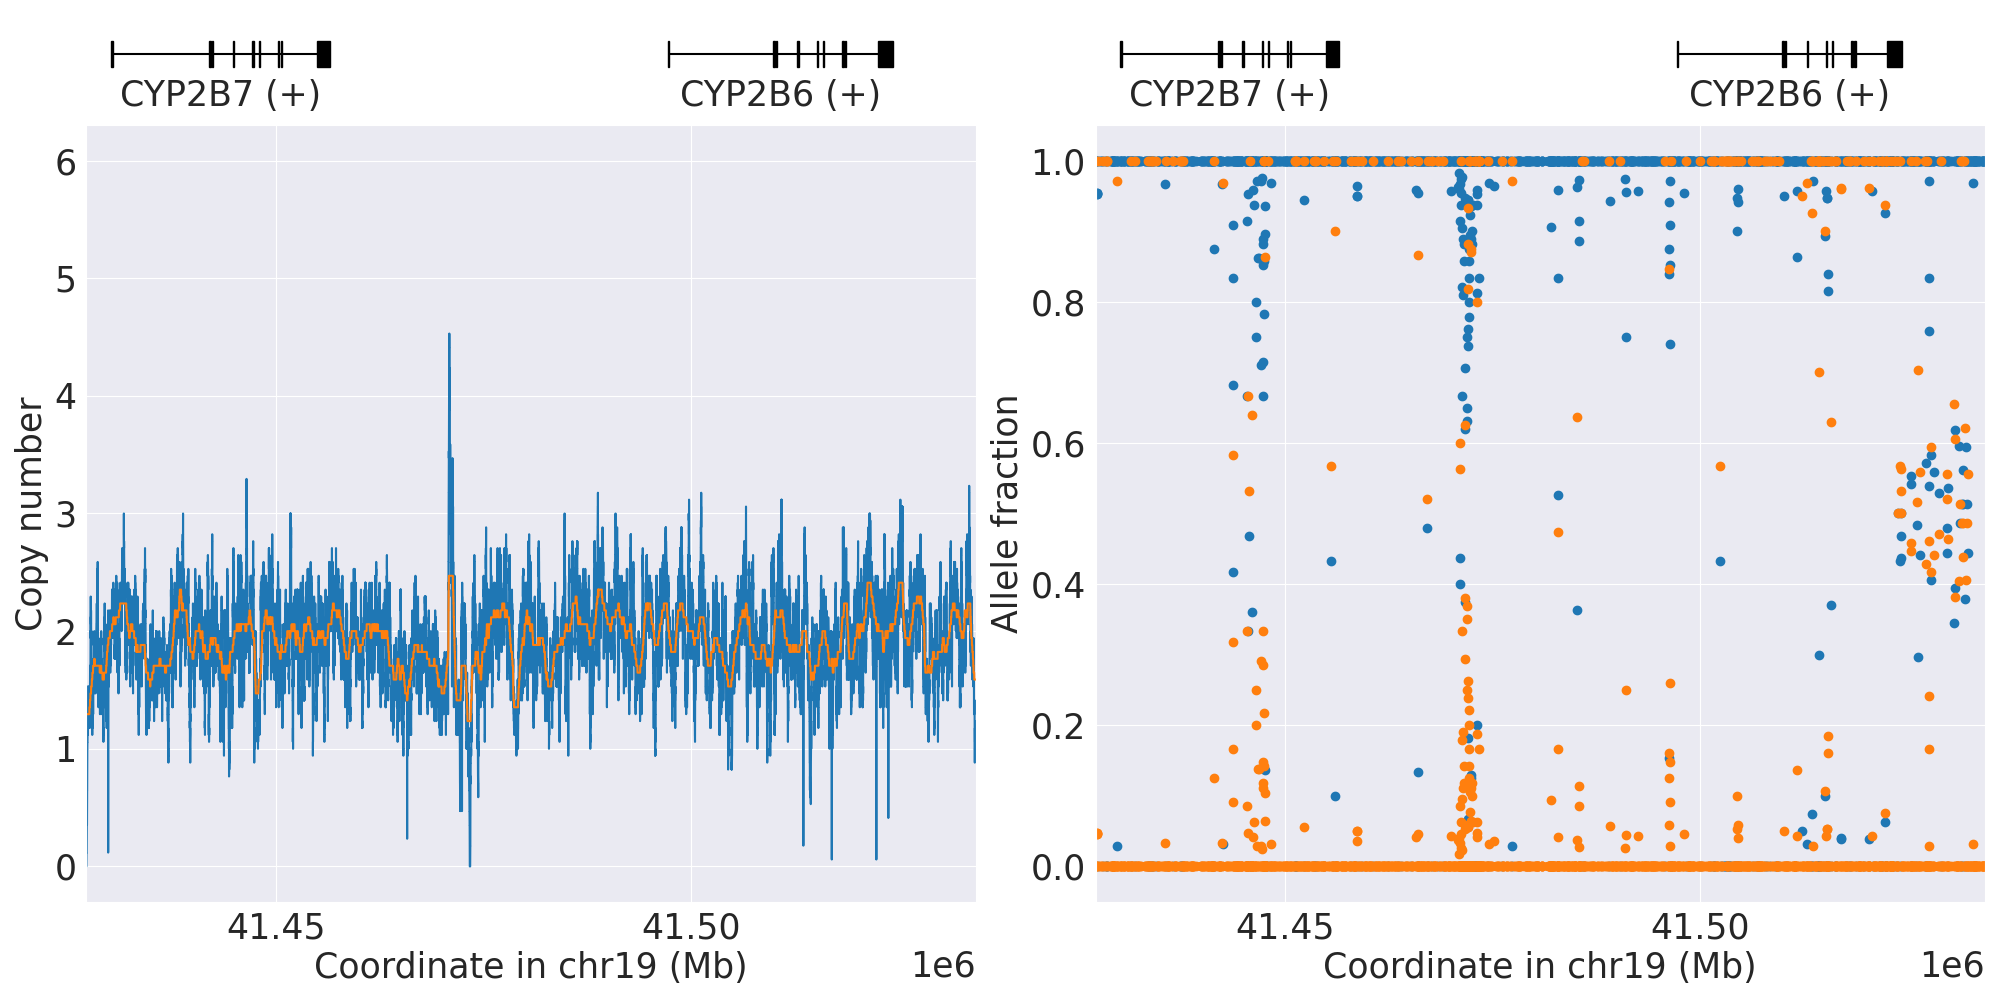 CYP2B7 (+)
CYP2B6 (+)
Copy number
6
5
4
3
2
1
0
41.45
41.50
Coordinate in chr19 (Mb)
1e6
CYP2B7 (+)
CYP2B6 (+)
Allele fraction
1.0
0.8
0.6
0.4
0.2
0.0
41.45
41.50
Coordinate in chr19 (Mb)
1e6